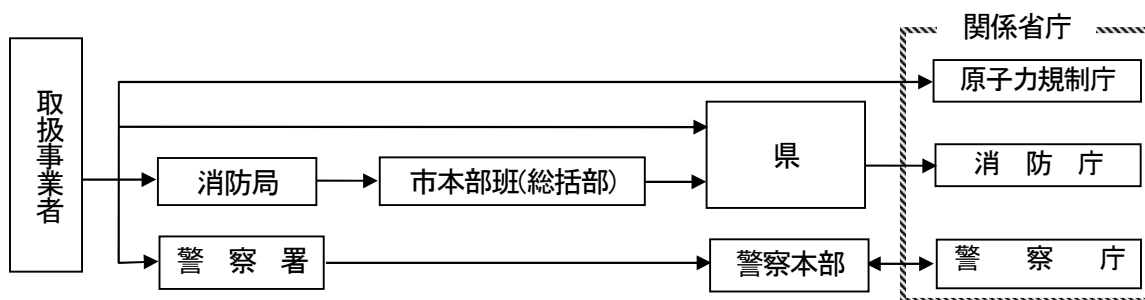 関係省庁
取扱事業者
原子力規制庁
県
消防庁
消防局
市本部班(総括部)
警察署
警察本部
警察庁